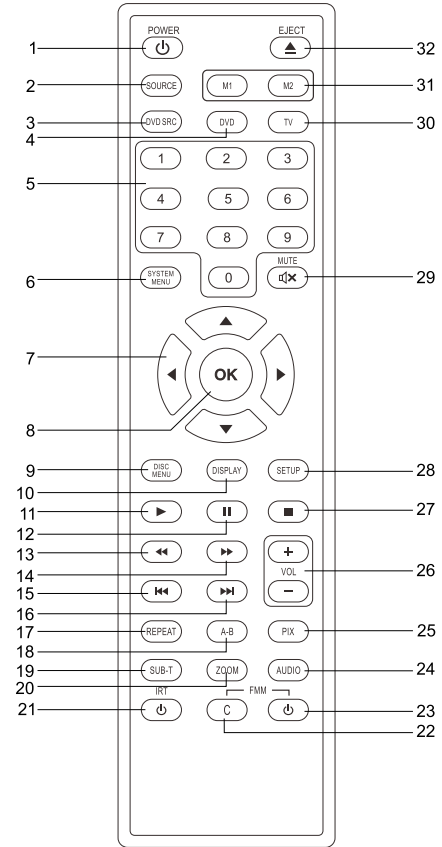 POWER EJECT
1 32
2 SOURCE M1 M2 31
3 DVD SRC DVD TV 30
4
1 2 3
5
4 5 6
7 8 9
6 SYSTEM MENU 0 MUTE 29
7
OK
8
9 DISC MENU DISPLAY SETUP 28
10
11 27
12
13 + 26
14 VOL
15 −
16
17 REPEAT A-B PIX 25
18
19 SUB-T ZOOM AUDIO 24
20
IRT FMM
21 C 23
22